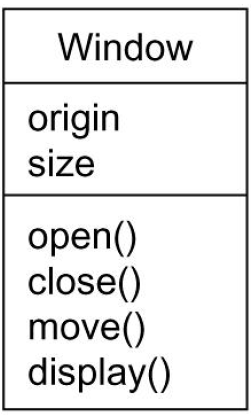 Window
origin
size
open()
close()
move()
display()